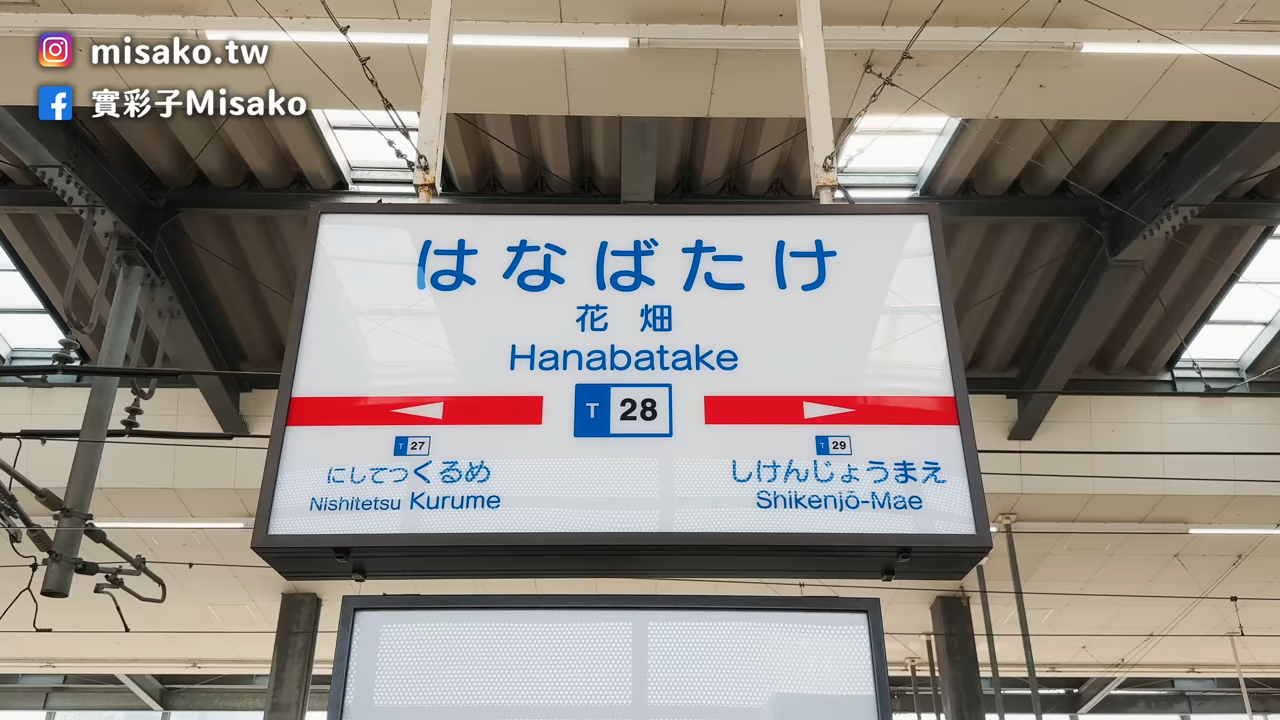 misako.tw
實彩子Misako
はなばたけ
花畑
Hanabatake
T 28
T 27
にしてつくるめ
Nishitetsu Kurume
T 29
しけんじょうまえ
Shikenjō-Mae